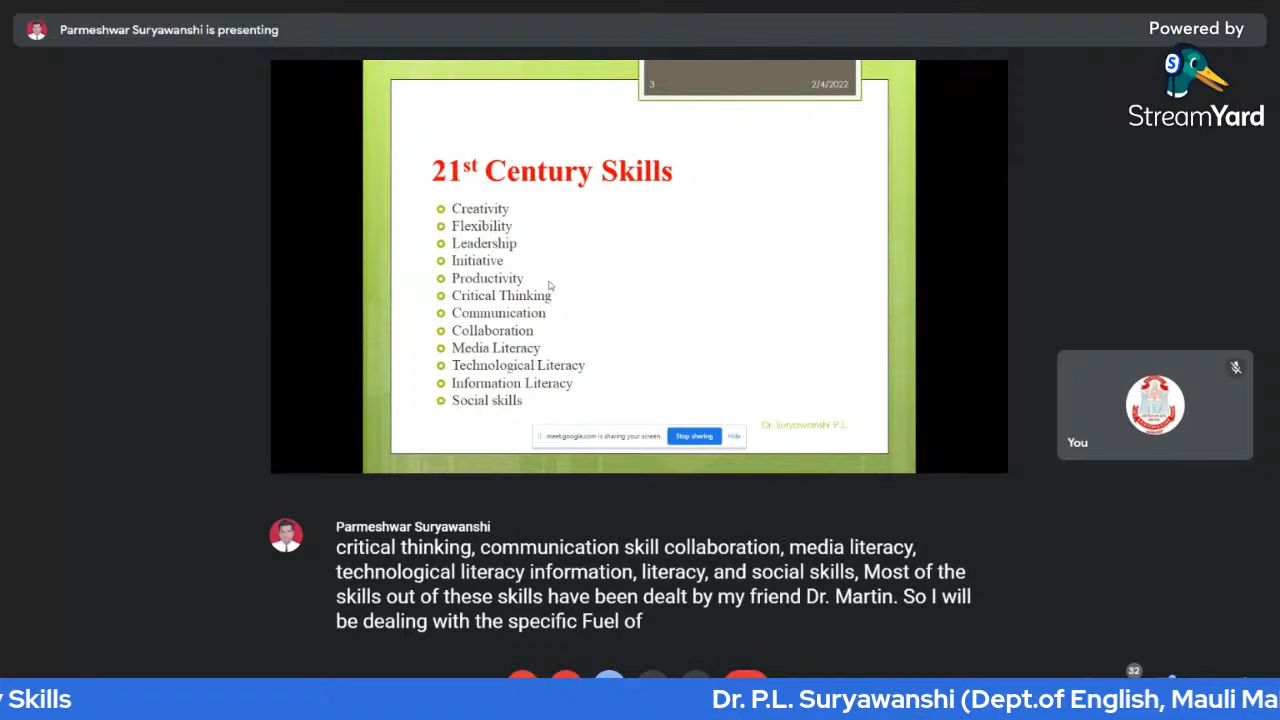 Parmeshwar Suryawanshi is presenting
Powered by
StreamYard
3
2/4/2022
21st Century Skills
Creativity
Flexibility
Leadership
Initiative
Productivity
Critical Thinking
Communication
Collaboration
Media Literacy
Technological Literacy
Information Literacy
Social skills
meet.google.com is sharing your screen.
Stop sharing
Hide
Dr. Suryawanshi P.L.
You
Parmeshwar Suryawanshi
critical thinking, communication skill collaboration, media literacy,
technological literacy information, literacy, and social skills, Most of the
skills out of these skills have been dealt by my friend Dr. Martin. So I will
be dealing with the specific Fuel of
32
Skills
Dr. P.L. Suryawanshi (Dept.of English, Mauli Ma